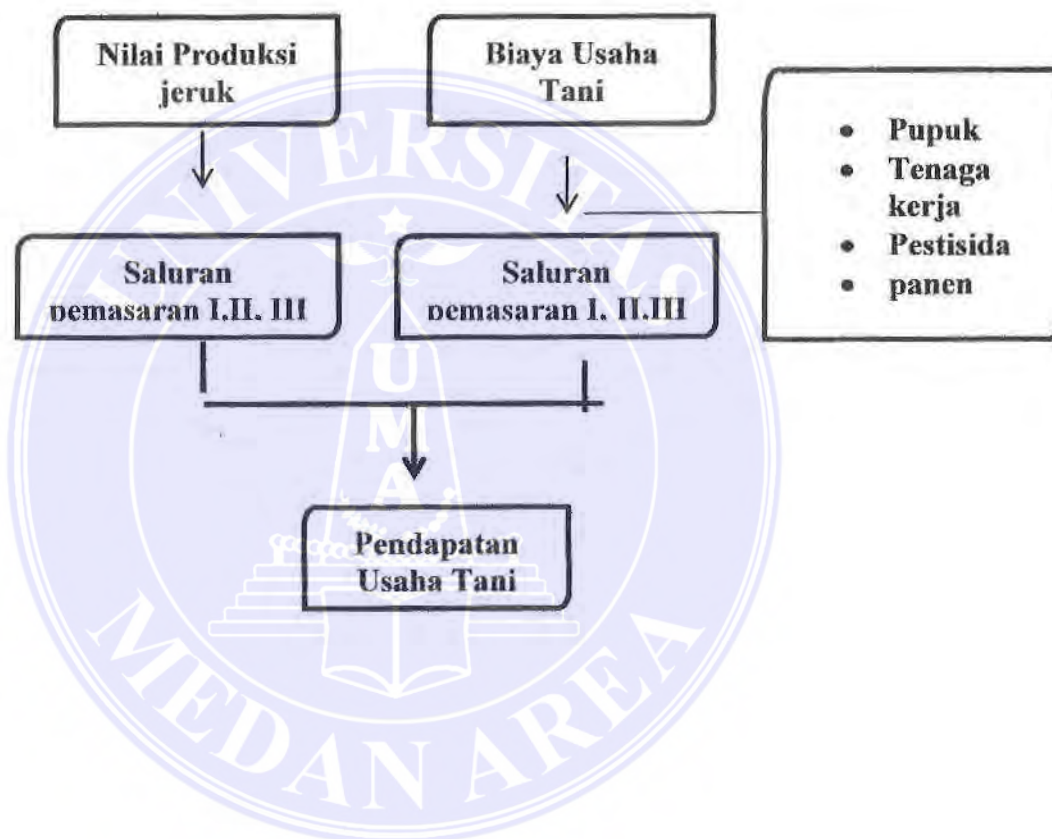 Nilai Produksi
jeruk
Biaya Usaha
Tani
• Pupuk
• Tenaga
kerja
• Pestisida
• panen
Saluran
pemasaran I,II, III
Saluran
pemasaran I, II,III
Pendapatan
Usaha Tani
UNIVERSITAS
UMA
MEDAN AREA